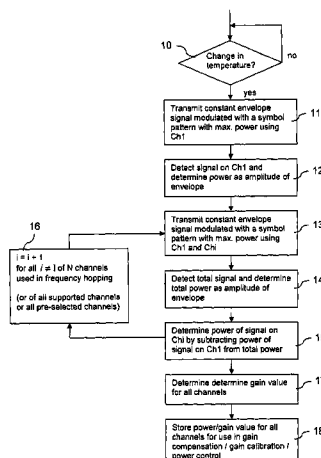 10
Change in
temperature?
no
yes
Transmit constant envelope
signal modulated with a symbol
pattern with max. power using
Ch1
11
Detect signal on Ch1 and
determine power as amplitude of
envelope
12
Transmit constant envelope
signal modulated with a symbol
pattern with max. power using
Ch1 and Chi
13
16
i = i + 1
for all i ≠ 1 of N channels
used in frequency hopping
(or of all supported channels
or all pre-selected channels)
Detect total signal and determine
total power as amplitude of
envelope
14
Determine power of signal on
Chi by subtracting power of
signal on Ch1 from total power
Determine determine gain value
for all channels
Store power/gain value for all
channels for use in gain
compensation / gain calibration /
power control
18